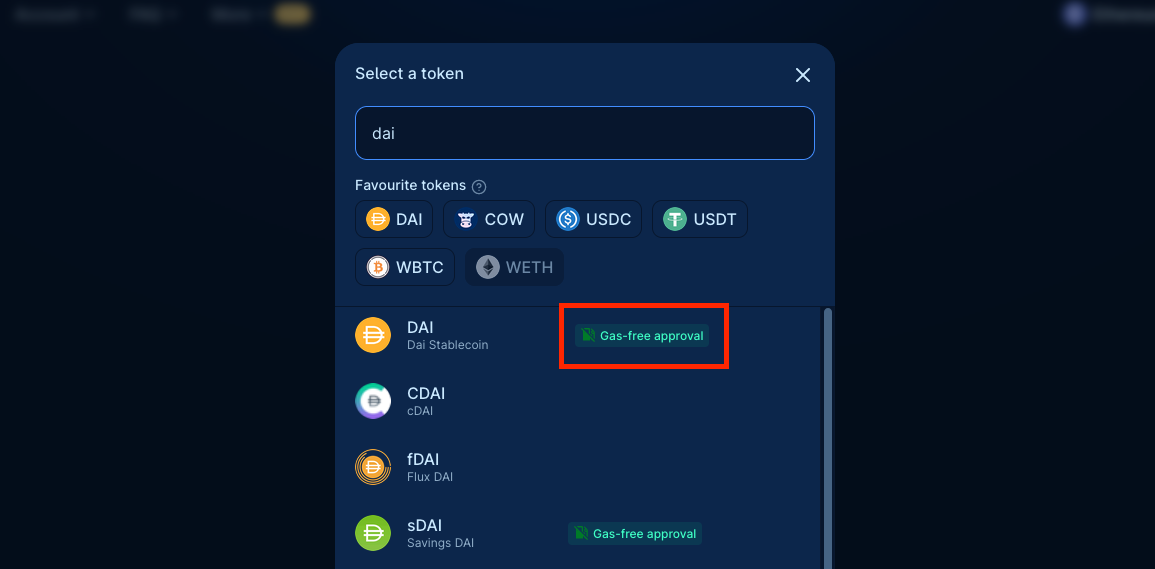 Select a token
dai
Favourite tokens
DAI COW USDC USDT
WBTC WETH
DAI
Dai Stablecoin
Gas-free approval
CDAI
cDAI
fDAI
Flux DAI
sDAI
Savings DAI
Gas-free approval